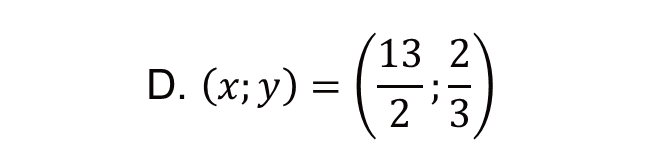 D. (x; y) = (13/2; 2/3)